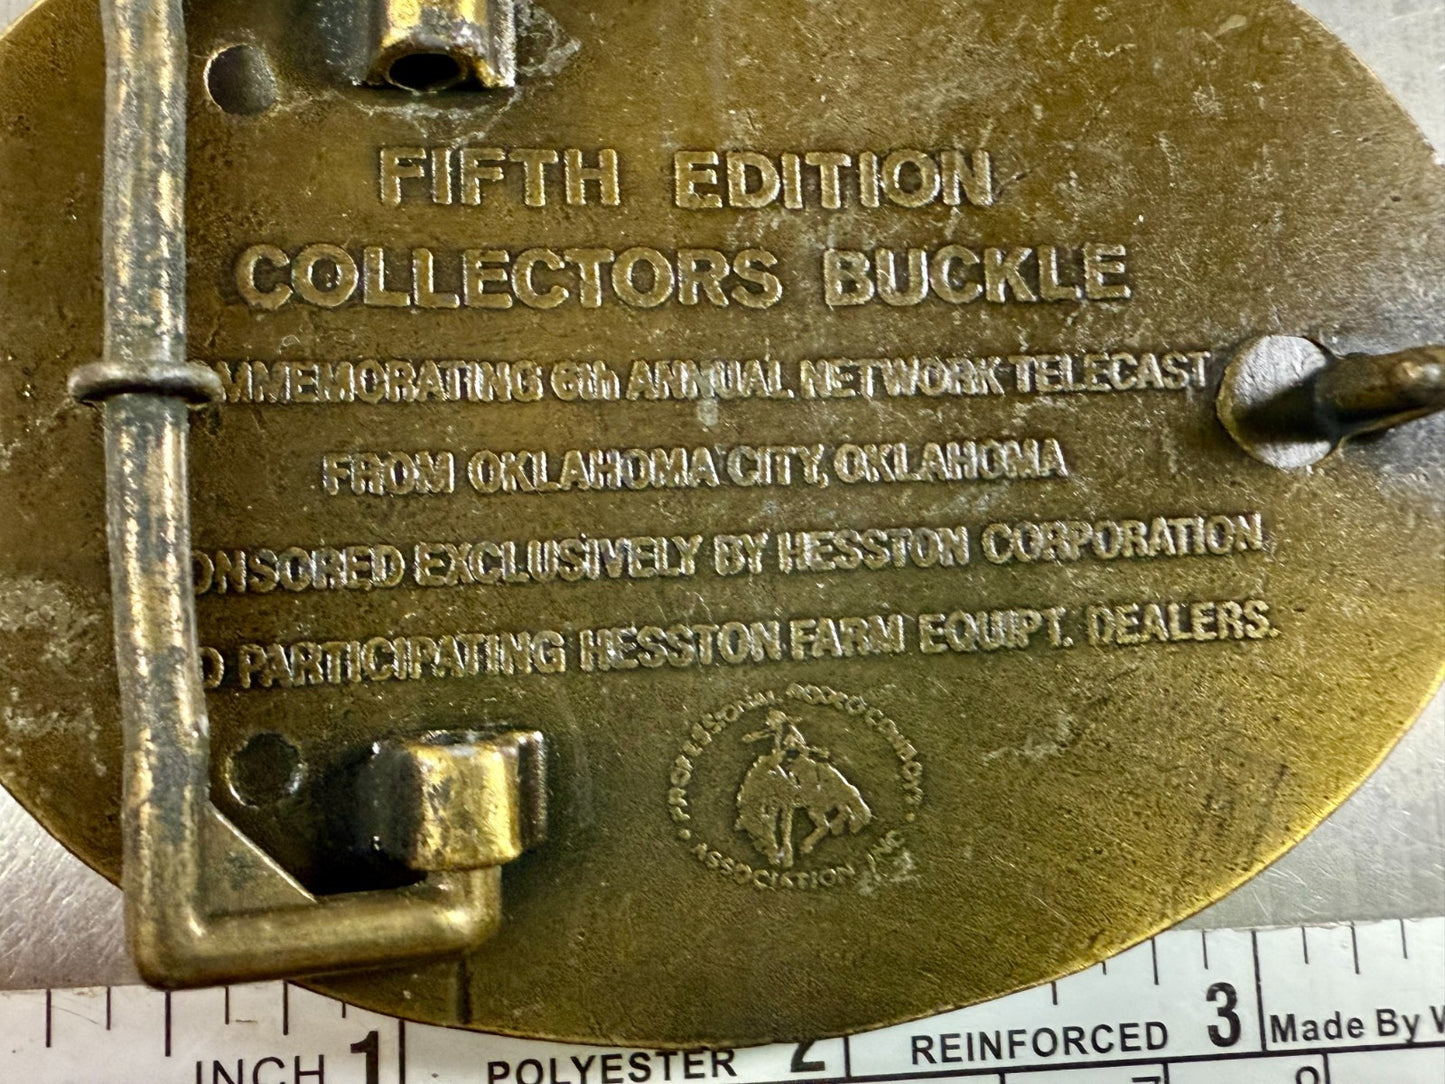 FIFTH EDITION
COLLECTORS BUCKLE
OMMEMORATING 6th ANNUAL NETWORK TELECAST
FROM OKLAHOMA CITY, OKLAHOMA
ONSORED EXCLUSIVELY BY HESSTON CORPORATION,
D PARTICIPATING HESSTON FARM EQUIPT. DEALERS.
• PROFESSIONAL RODEO COWBOYS •
ASSOCIATION, INC.
INCH 1 POLYESTER 2 REINFORCED 3 Made By W